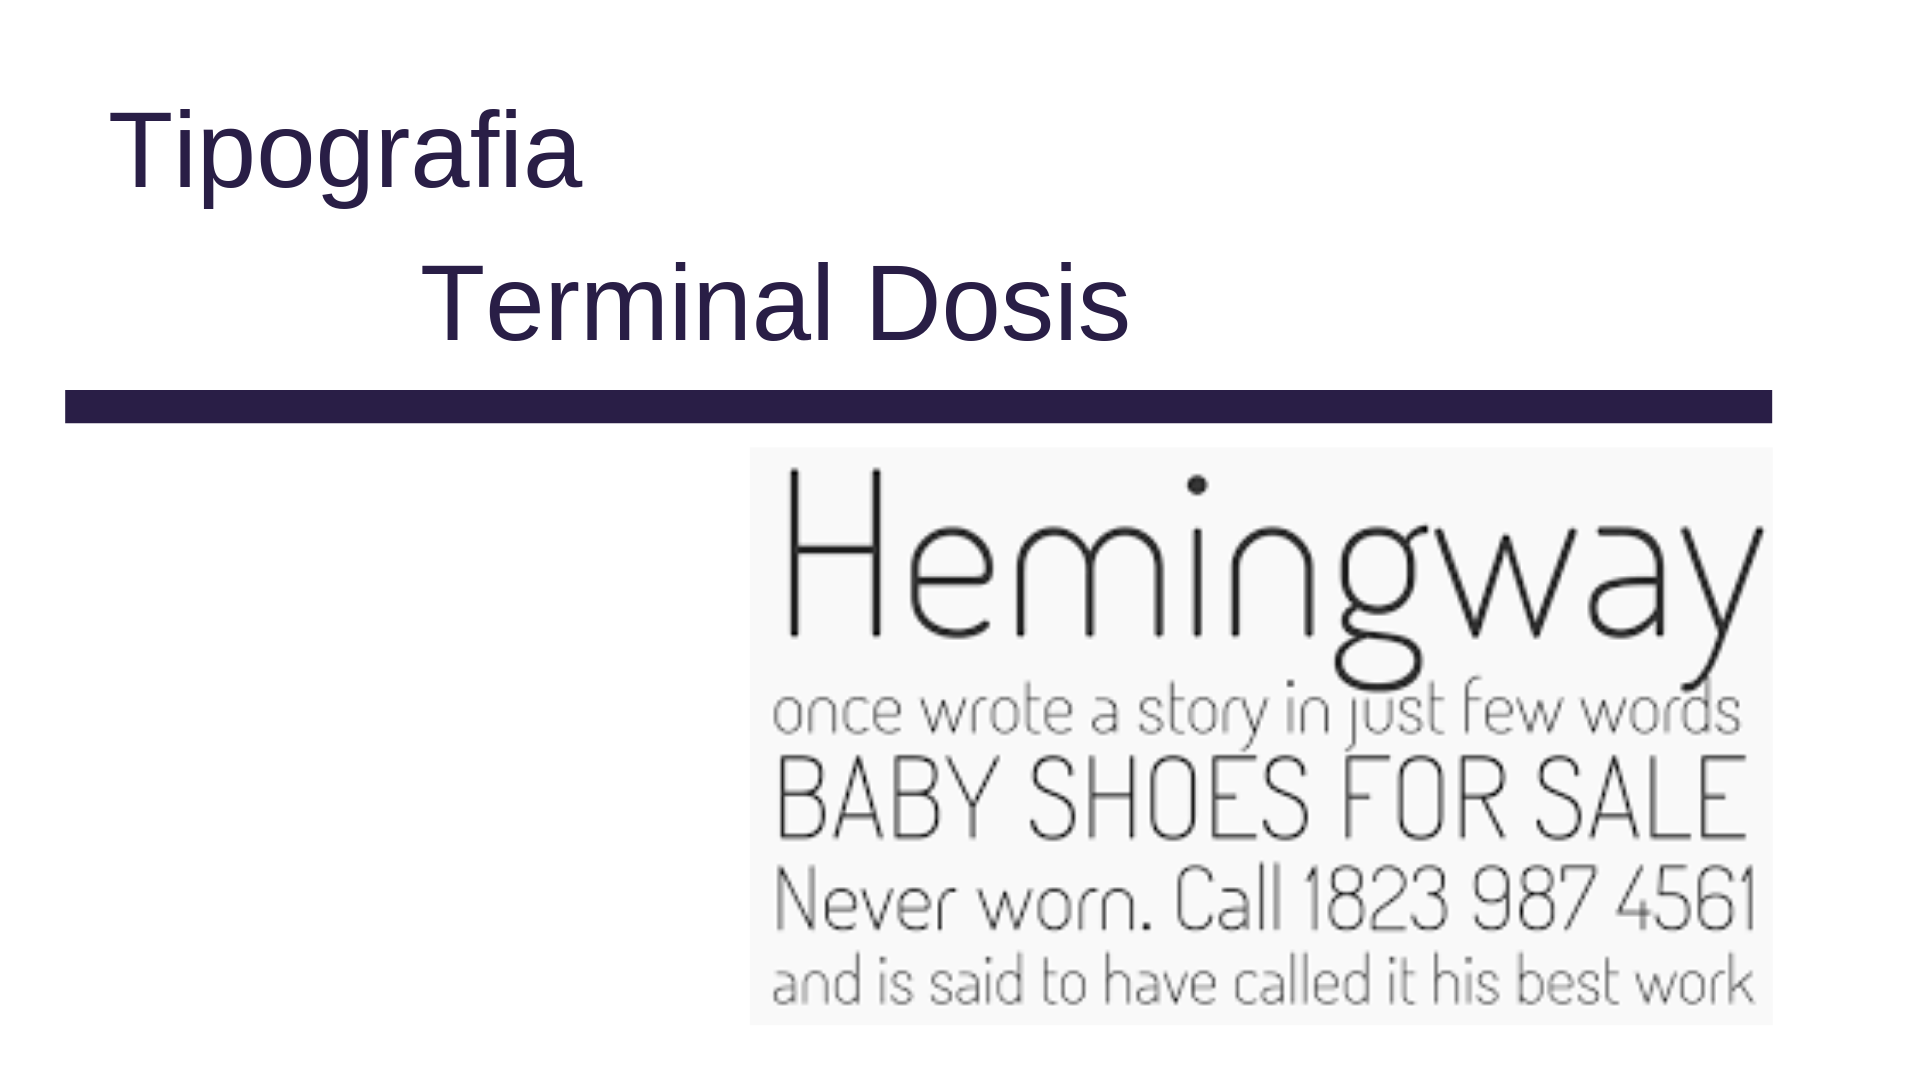 Tipografia
Terminal Dosis
Hemingway
once wrote a story in just few words
BABY SHOES FOR SALE
Never worn. Call 1823 987 4561
and is said to have called it his best work